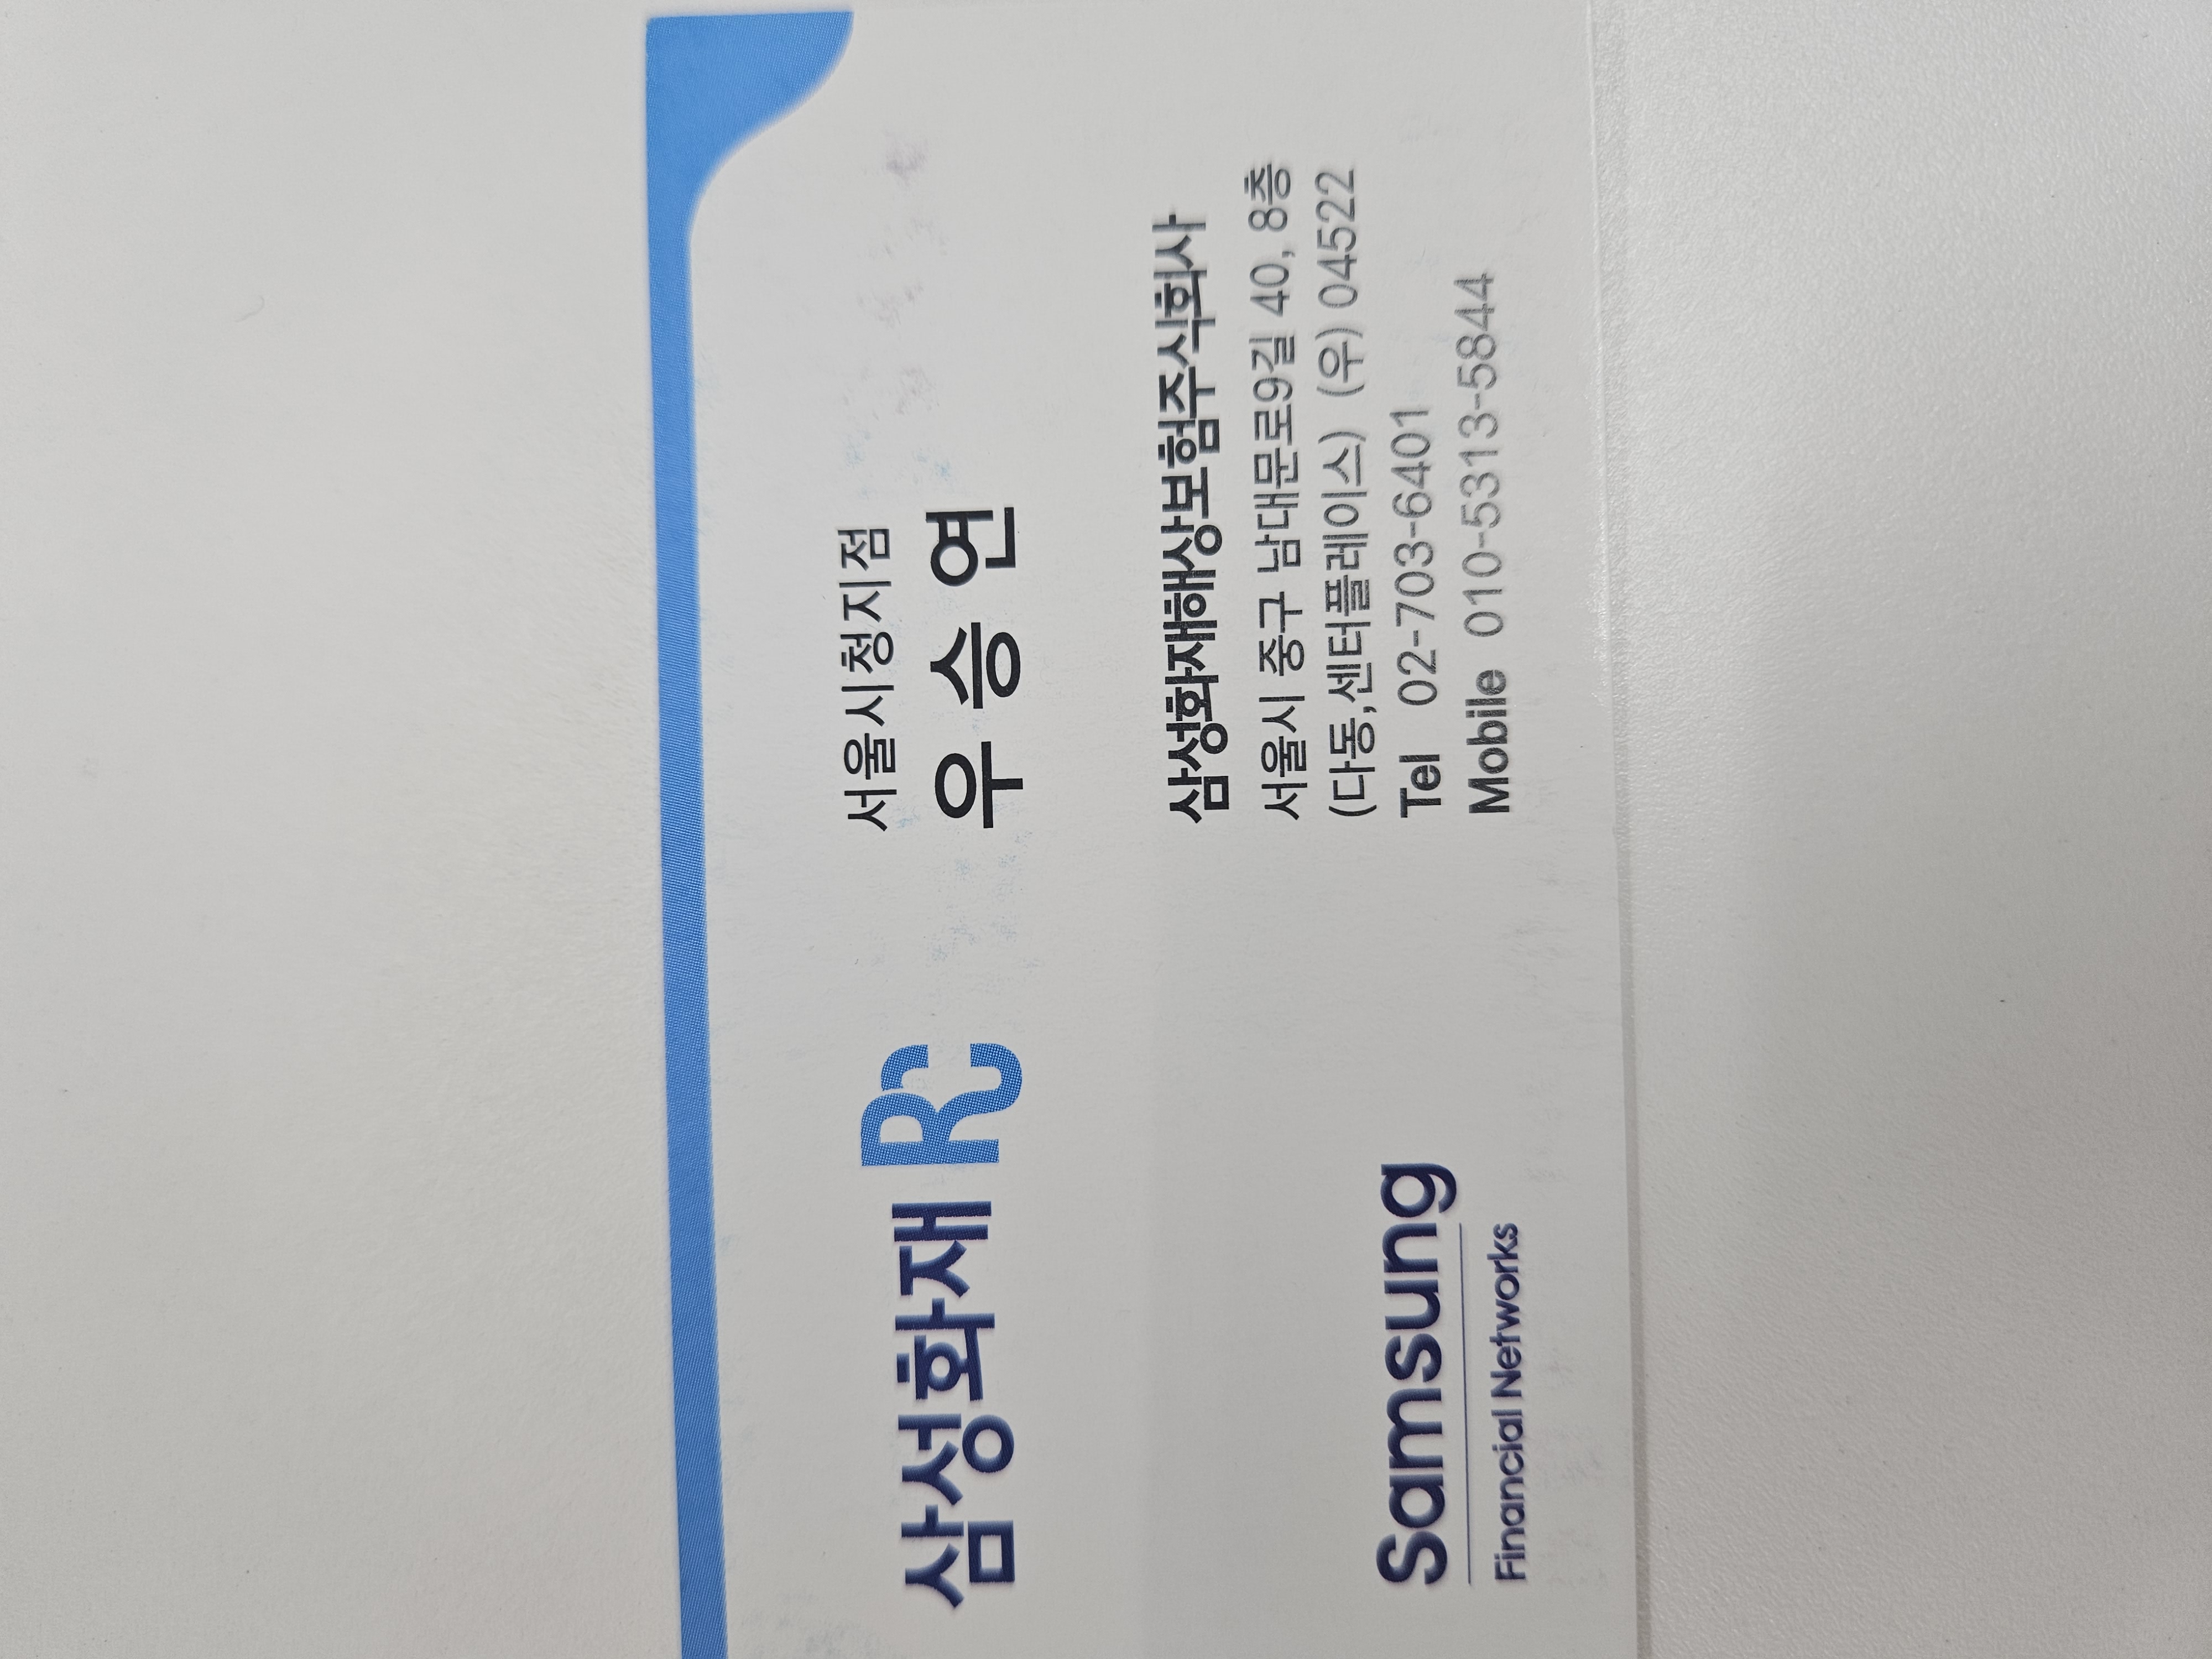 삼성화재 RC
서울시청지점
우승연
삼성화재해상보험주식회사
서울시 중구 남대문로9길 40, 8층
(다동,센터플레이스) (우) 04522
Tel 02-703-6401
Mobile 010-5313-5844
Samsung
Financial Networks